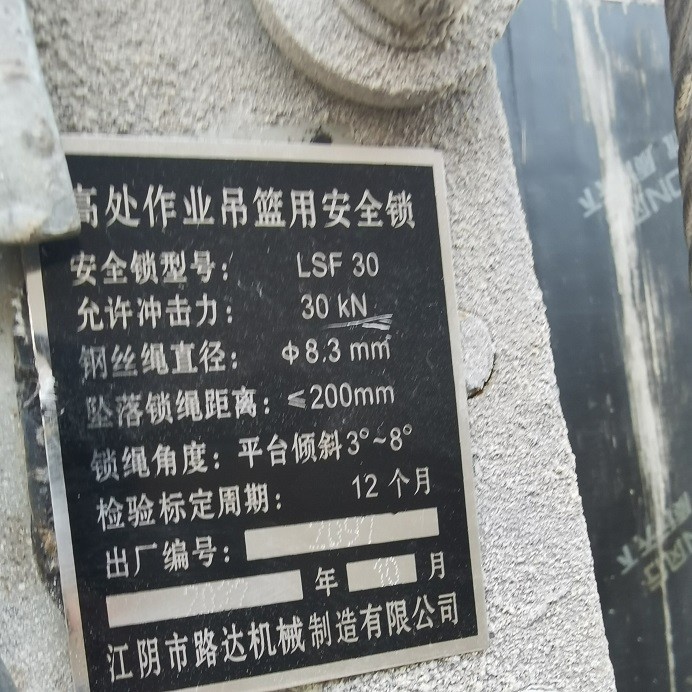 高处作业吊篮用安全锁
安全锁型号: LSF 30
允许冲击力: 30 kN
钢丝绳直径: φ8.3 mm
坠落锁绳距离: ≤200mm
锁绳角度: 平台倾斜3°~8°
检验标定周期: 12 个月
出厂编号:
年 10 月
江阴市路达机械制造有限公司